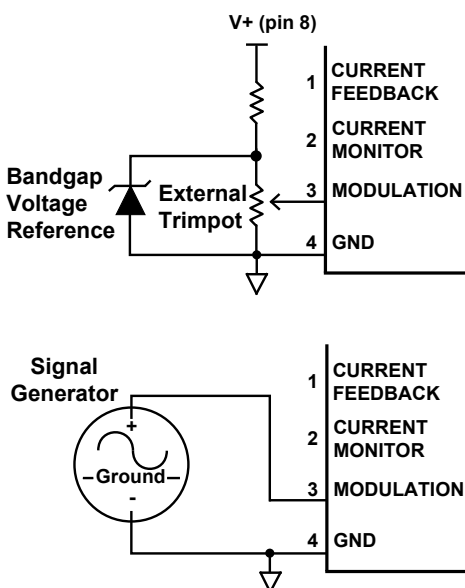 V+ (pin 8)
1 CURRENT
FEEDBACK
2 CURRENT
MONITOR
Bandgap
Voltage
Reference
External
Trimpot
3 MODULATION
4 GND
Signal
Generator
1 CURRENT
FEEDBACK
2 CURRENT
MONITOR
+
Ground
-
3 MODULATION
4 GND